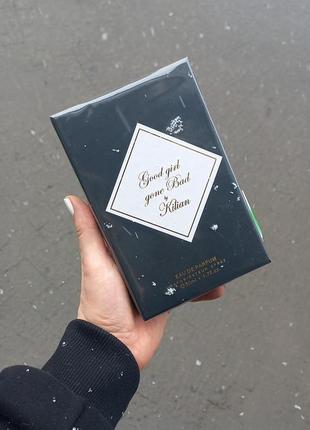 Good girl
gone Bad
by
Kilian
EAU DE PARFUM